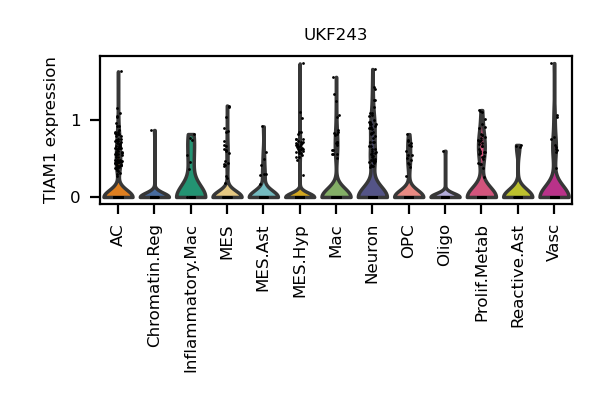 UKF243
TIAM1 expression
1
0
AC
Chromatin.Reg
Inflammatory.Mac
MES
MES.Ast
MES.Hyp
Mac
Neuron
OPC
Oligo
Prolif.Metab
Reactive.Ast
Vasc